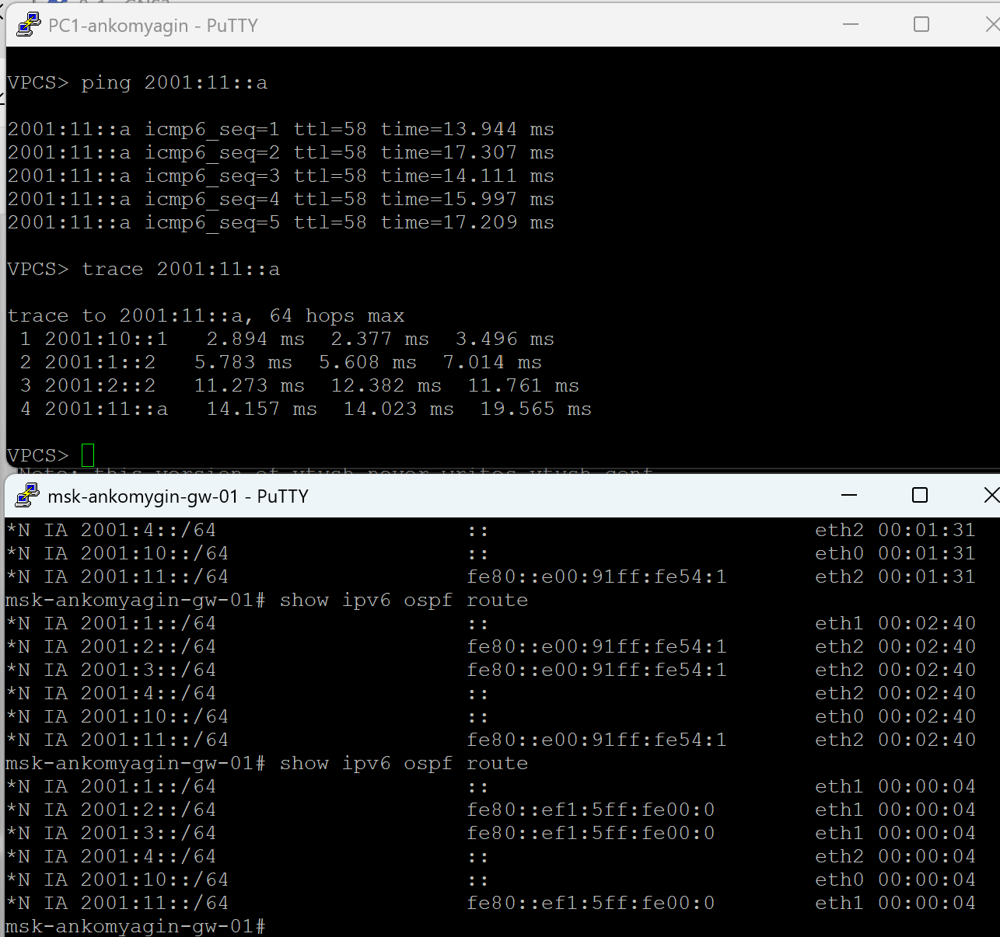 PC1-ankomyagin - PuTTY
VPCS> ping 2001:11::a
2001:11::a icmp6_seq=1 ttl=58 time=13.944 ms
2001:11::a icmp6_seq=2 ttl=58 time=17.307 ms
2001:11::a icmp6_seq=3 ttl=58 time=14.111 ms
2001:11::a icmp6_seq=4 ttl=58 time=15.997 ms
2001:11::a icmp6_seq=5 ttl=58 time=17.209 ms
VPCS> trace 2001:11::a
trace to 2001:11::a, 64 hops max
1 2001:10::1 2.894 ms 2.377 ms 3.496 ms
2 2001:1::2 5.783 ms 5.608 ms 7.014 ms
3 2001:2::2 11.273 ms 12.382 ms 11.761 ms
4 2001:11::a 14.157 ms 14.023 ms 19.565 ms
VPCS>
Note: this version of vtysh never writes vtysh.conf
msk-ankomygin-gw-01 - PuTTY
*N IA 2001:4::/64 :: eth2 00:01:31
*N IA 2001:10::/64 :: eth0 00:01:31
*N IA 2001:11::/64 fe80::e00:91ff:fe54:1 eth2 00:01:31
msk-ankomyagin-gw-01# show ipv6 ospf route
*N IA 2001:1::/64 :: eth1 00:02:40
*N IA 2001:2::/64 fe80::e00:91ff:fe54:1 eth2 00:02:40
*N IA 2001:3::/64 fe80::e00:91ff:fe54:1 eth2 00:02:40
*N IA 2001:4::/64 :: eth2 00:02:40
*N IA 2001:10::/64 :: eth0 00:02:40
*N IA 2001:11::/64 fe80::e00:91ff:fe54:1 eth2 00:02:40
msk-ankomyagin-gw-01# show ipv6 ospf route
*N IA 2001:1::/64 :: eth1 00:00:04
*N IA 2001:2::/64 fe80::ef1:5ff:fe00:0 eth1 00:00:04
*N IA 2001:3::/64 fe80::ef1:5ff:fe00:0 eth1 00:00:04
*N IA 2001:4::/64 :: eth2 00:00:04
*N IA 2001:10::/64 :: eth0 00:00:04
*N IA 2001:11::/64 fe80::ef1:5ff:fe00:0 eth1 00:00:04
msk-ankomyagin-gw-01#